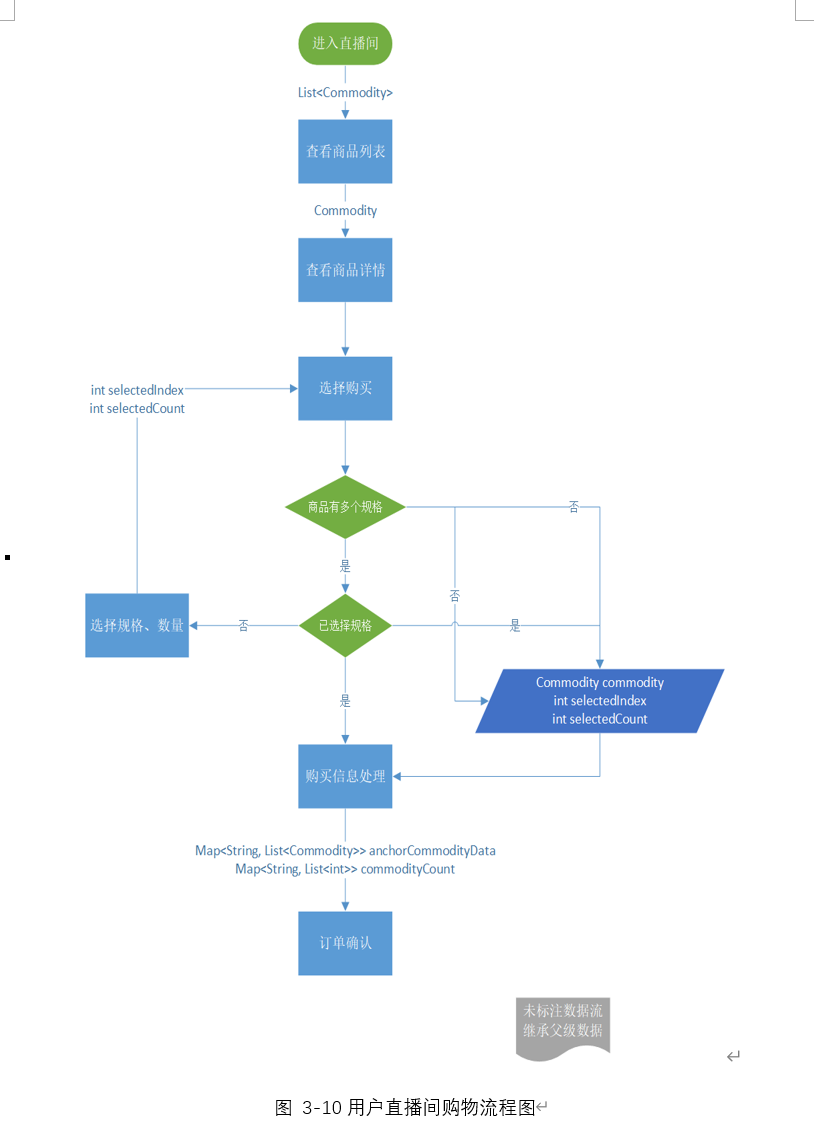 进入直播间
List<Commodity>
查看商品列表
Commodity
查看商品详情
int selectedIndex
int selectedCount
选择购买
商品有多个规格
否
是
否
选择规格、数量
否
已选择规格
是
是
Commodity commodity
int selectedIndex
int selectedCount
购买信息处理
Map<String, List<Commodity>> anchorCommodityData
Map<String, List<int>> commodityCount
订单确认
未标注数据流
继承父级数据
图 3-10 用户直播间购物流程图